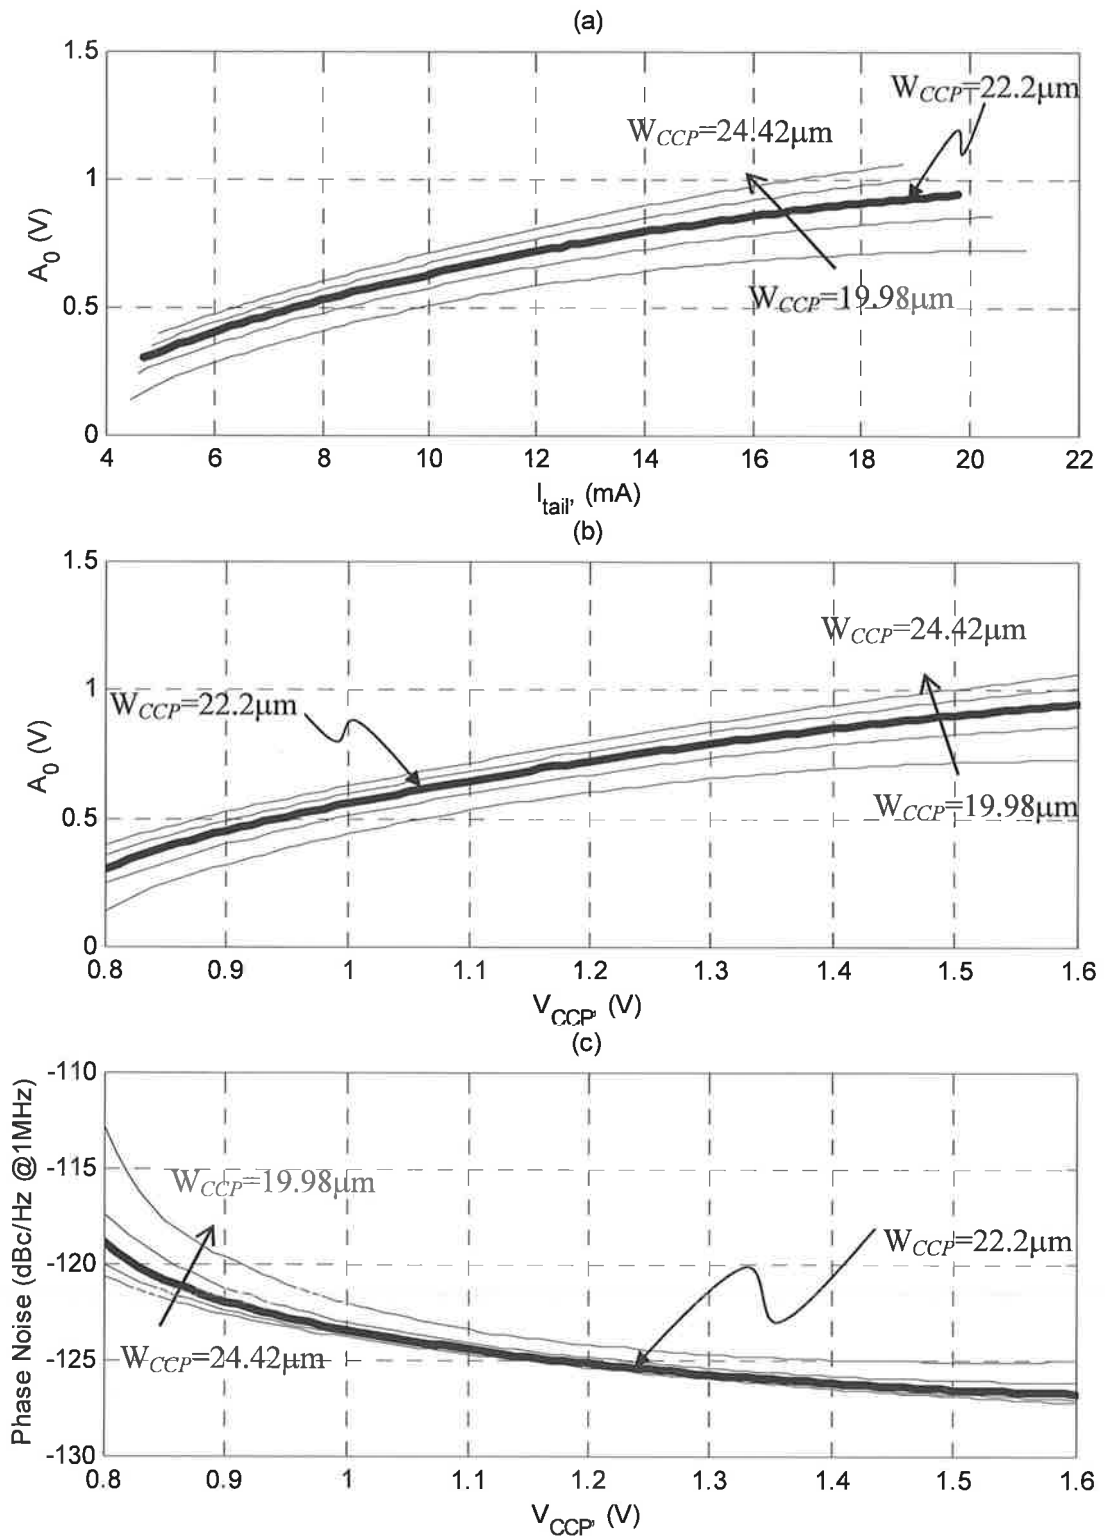 (a)
1.5
W_CCP=22.2μm
W_CCP=24.42μm
1
A₀ (V)
0.5
W_CCP=19.98μm
0
4 6 8 10 12 14 16 18 20 22
I_tail, (mA)
(b)
1.5
W_CCP=24.42μm
1
W_CCP=22.2μm
A₀ (V)
W_CCP=19.98μm
0.5
0
0.8 0.9 1 1.1 1.2 1.3 1.4 1.5 1.6
V_CCP, (V)
(c)
-110
Phase Noise (dBc/Hz @1MHz)
-115
W_CCP=19.98μm
W_CCP=22.2μm
-120
W_CCP=24.42μm
-125
-130
0.8 0.9 1 1.1 1.2 1.3 1.4 1.5 1.6
V_CCP, (V)